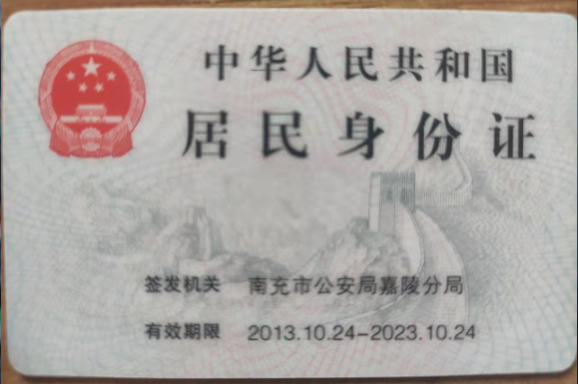 中华人民共和国
居民身份证
签发机关 南充市公安局嘉陵分局
有效期限 2013.10.24-2023.10.24